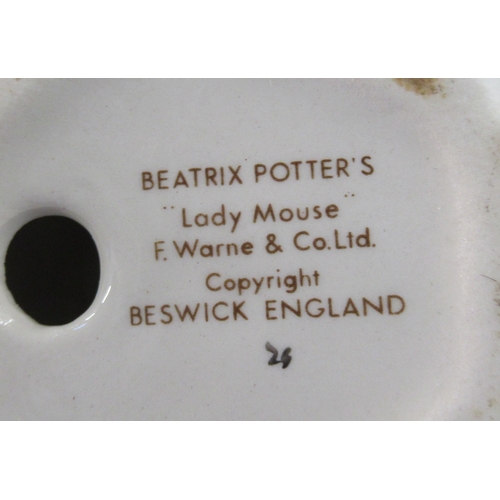 BEATRIX POTTER'S
"Lady Mouse"
F. Warne & Co. Ltd.
Copyright
BESWICK ENGLAND